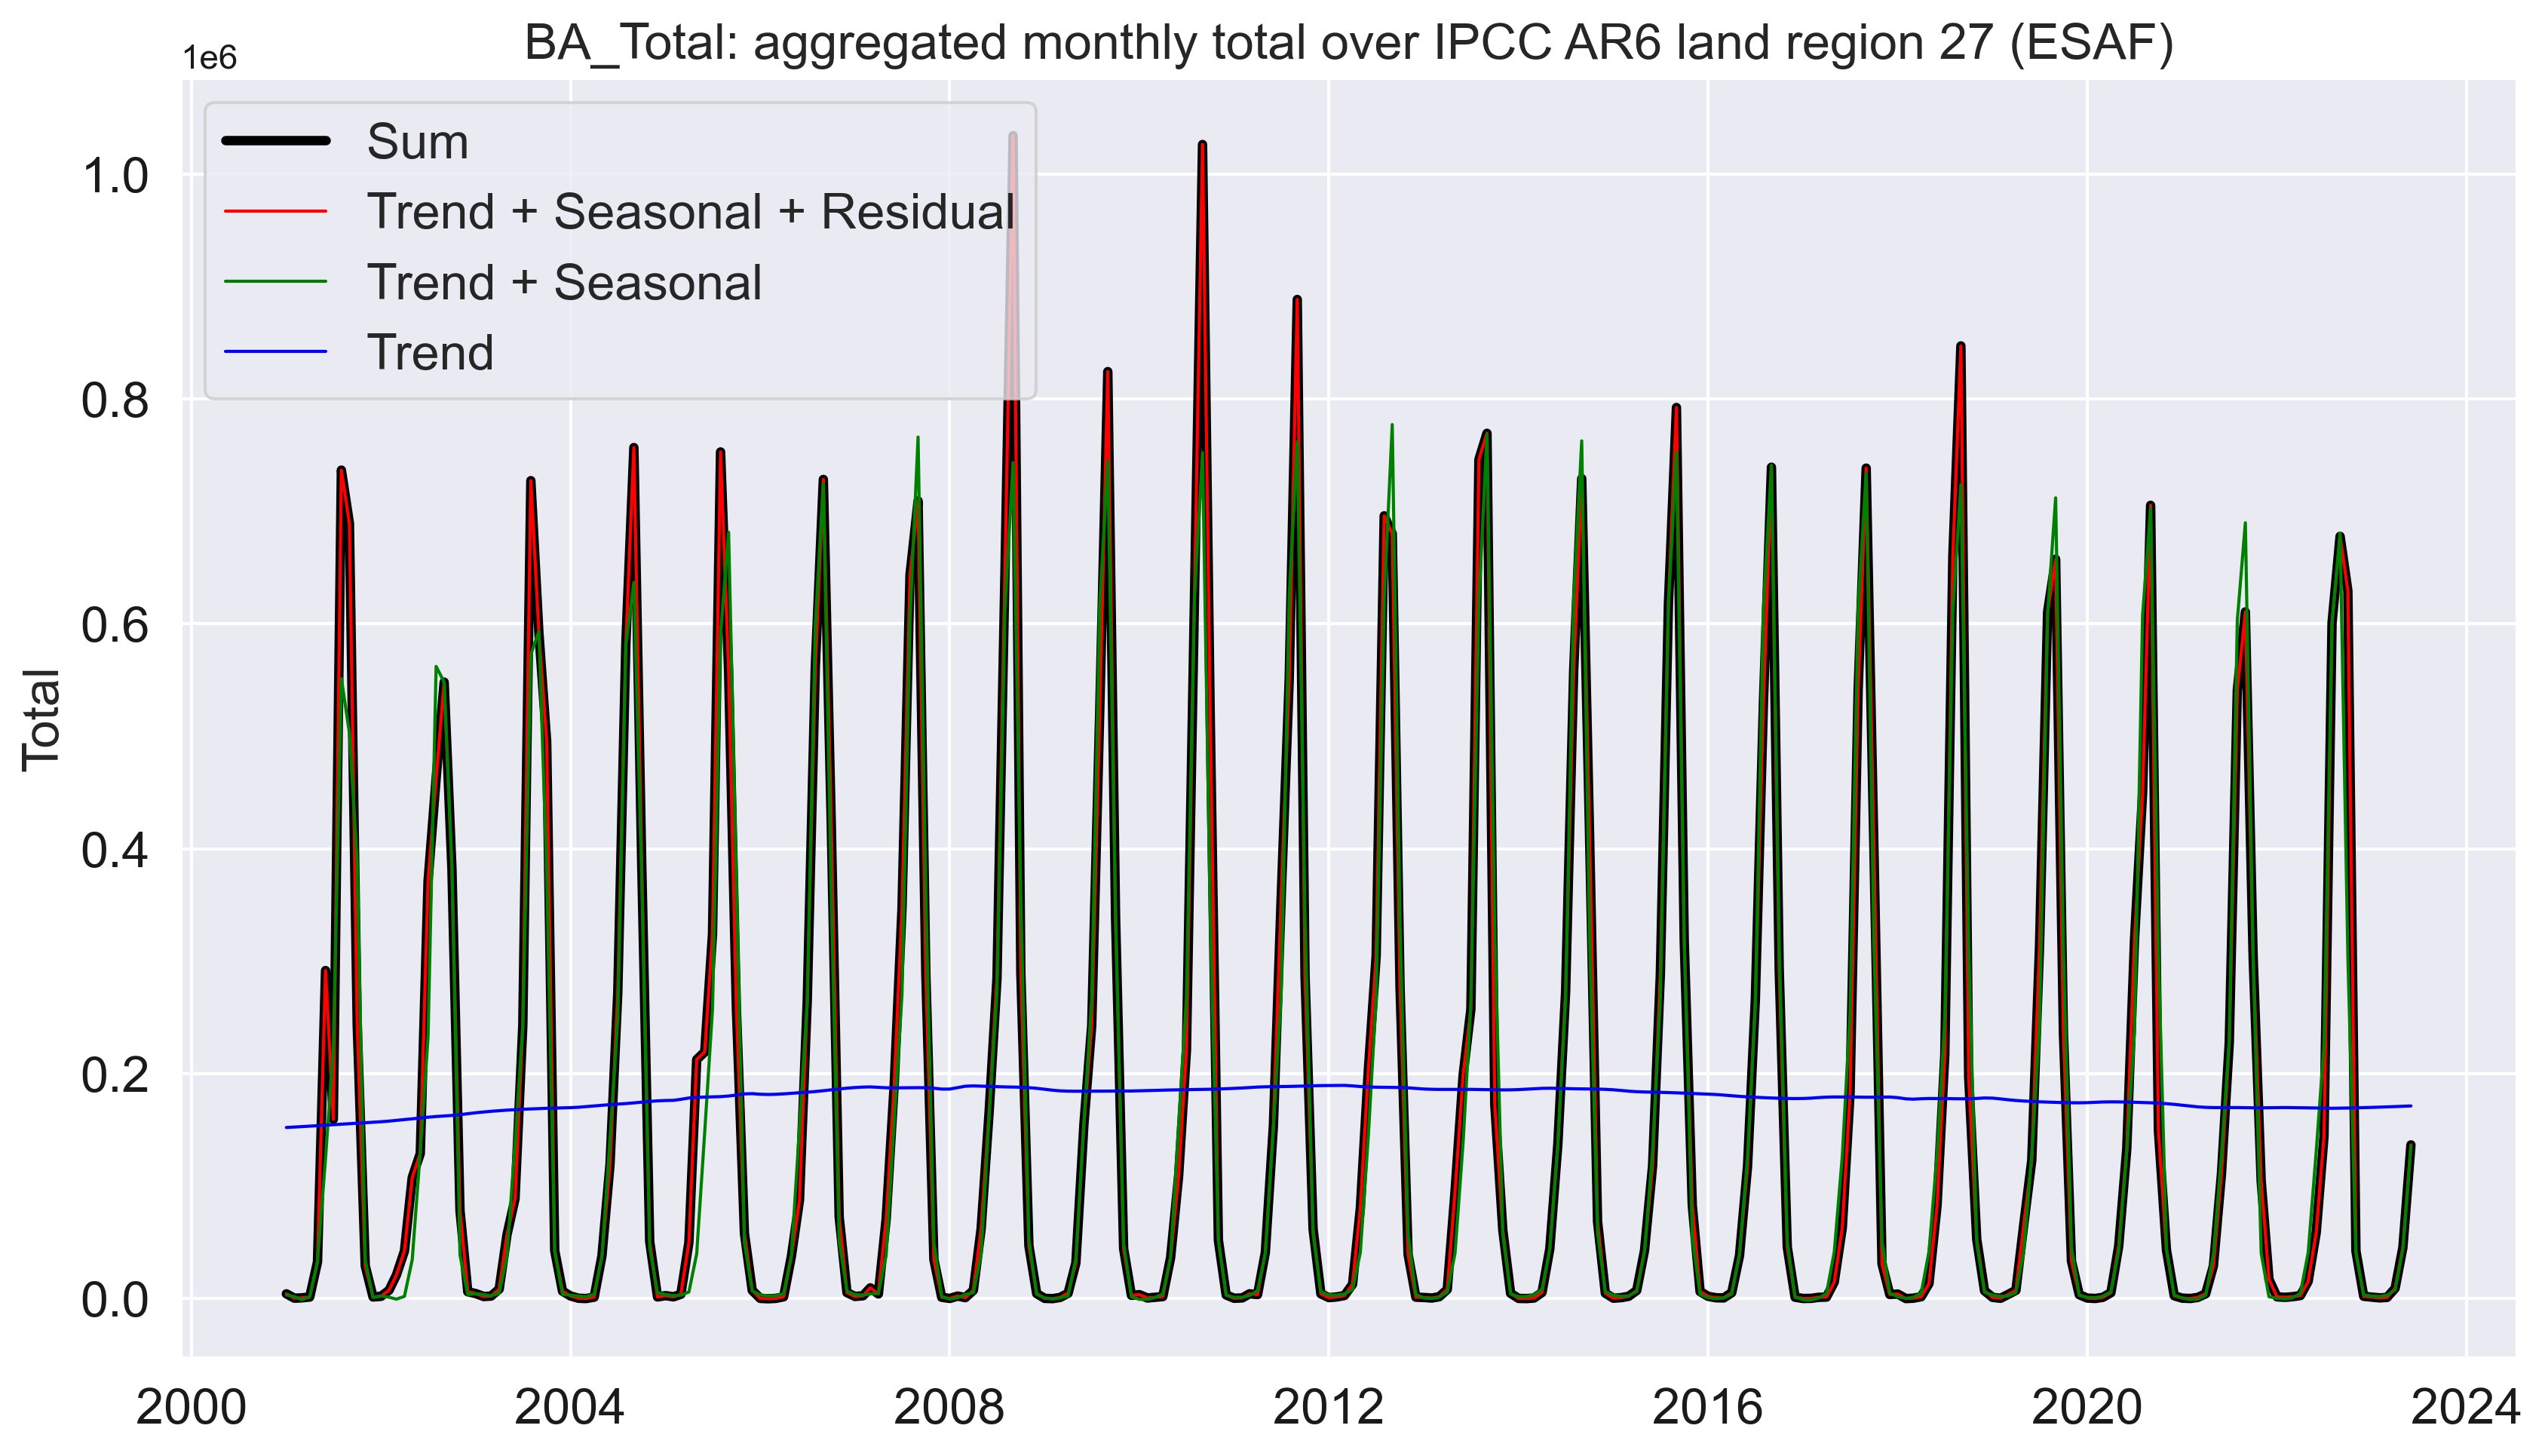 BA_Total: aggregated monthly total over IPCC AR6 land region 27 (ESAF)
1e6
Sum
Trend + Seasonal + Residual
Trend + Seasonal
Trend
1.0
0.8
0.6
0.4
0.2
0.0
Total
2000 2004 2008 2012 2016 2020 2024